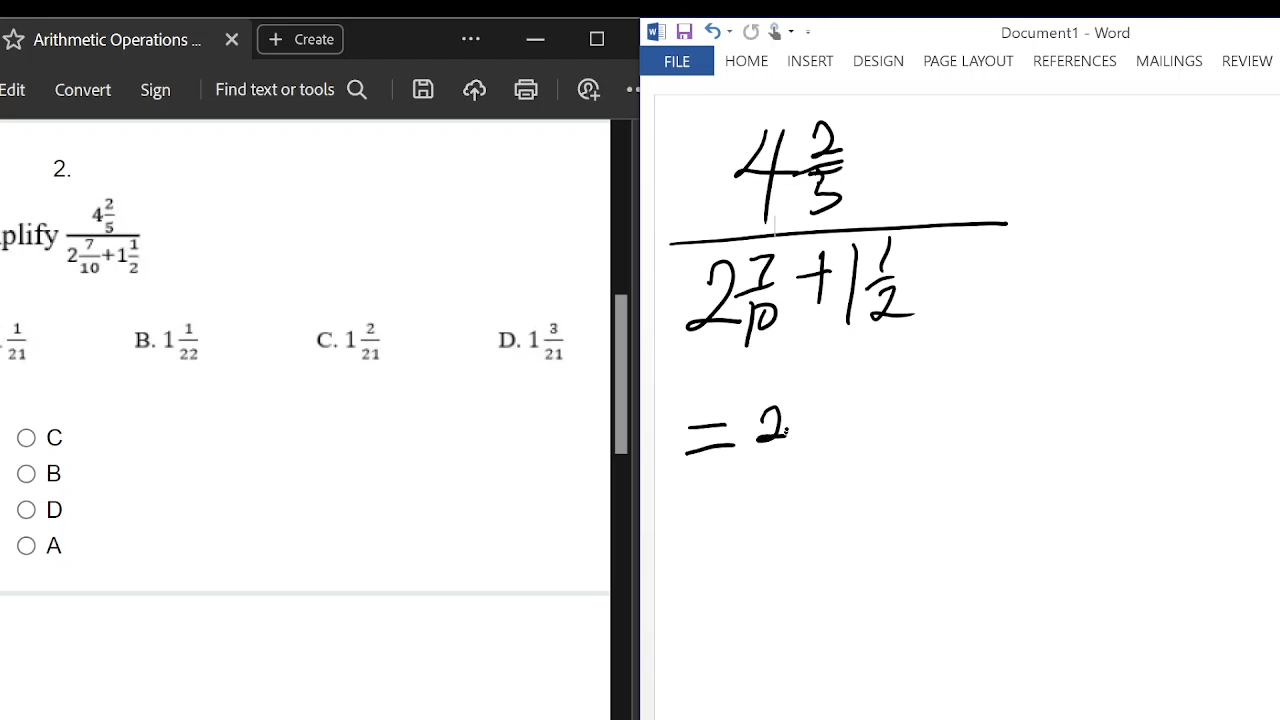 Arithmetic Operations ...
Create
Document1 - Word
FILE HOME INSERT DESIGN PAGE LAYOUT REFERENCES MAILINGS REVIEW
Edit Convert Sign Find text or tools
2.
plify 4 2/5 / 2 7/10 + 1 1/2
1/21 B. 1 1/22 C. 1 2/21 D. 1 3/21
C
B
D
A
4 2/5
2 7/10 + 1 1/2
= 2